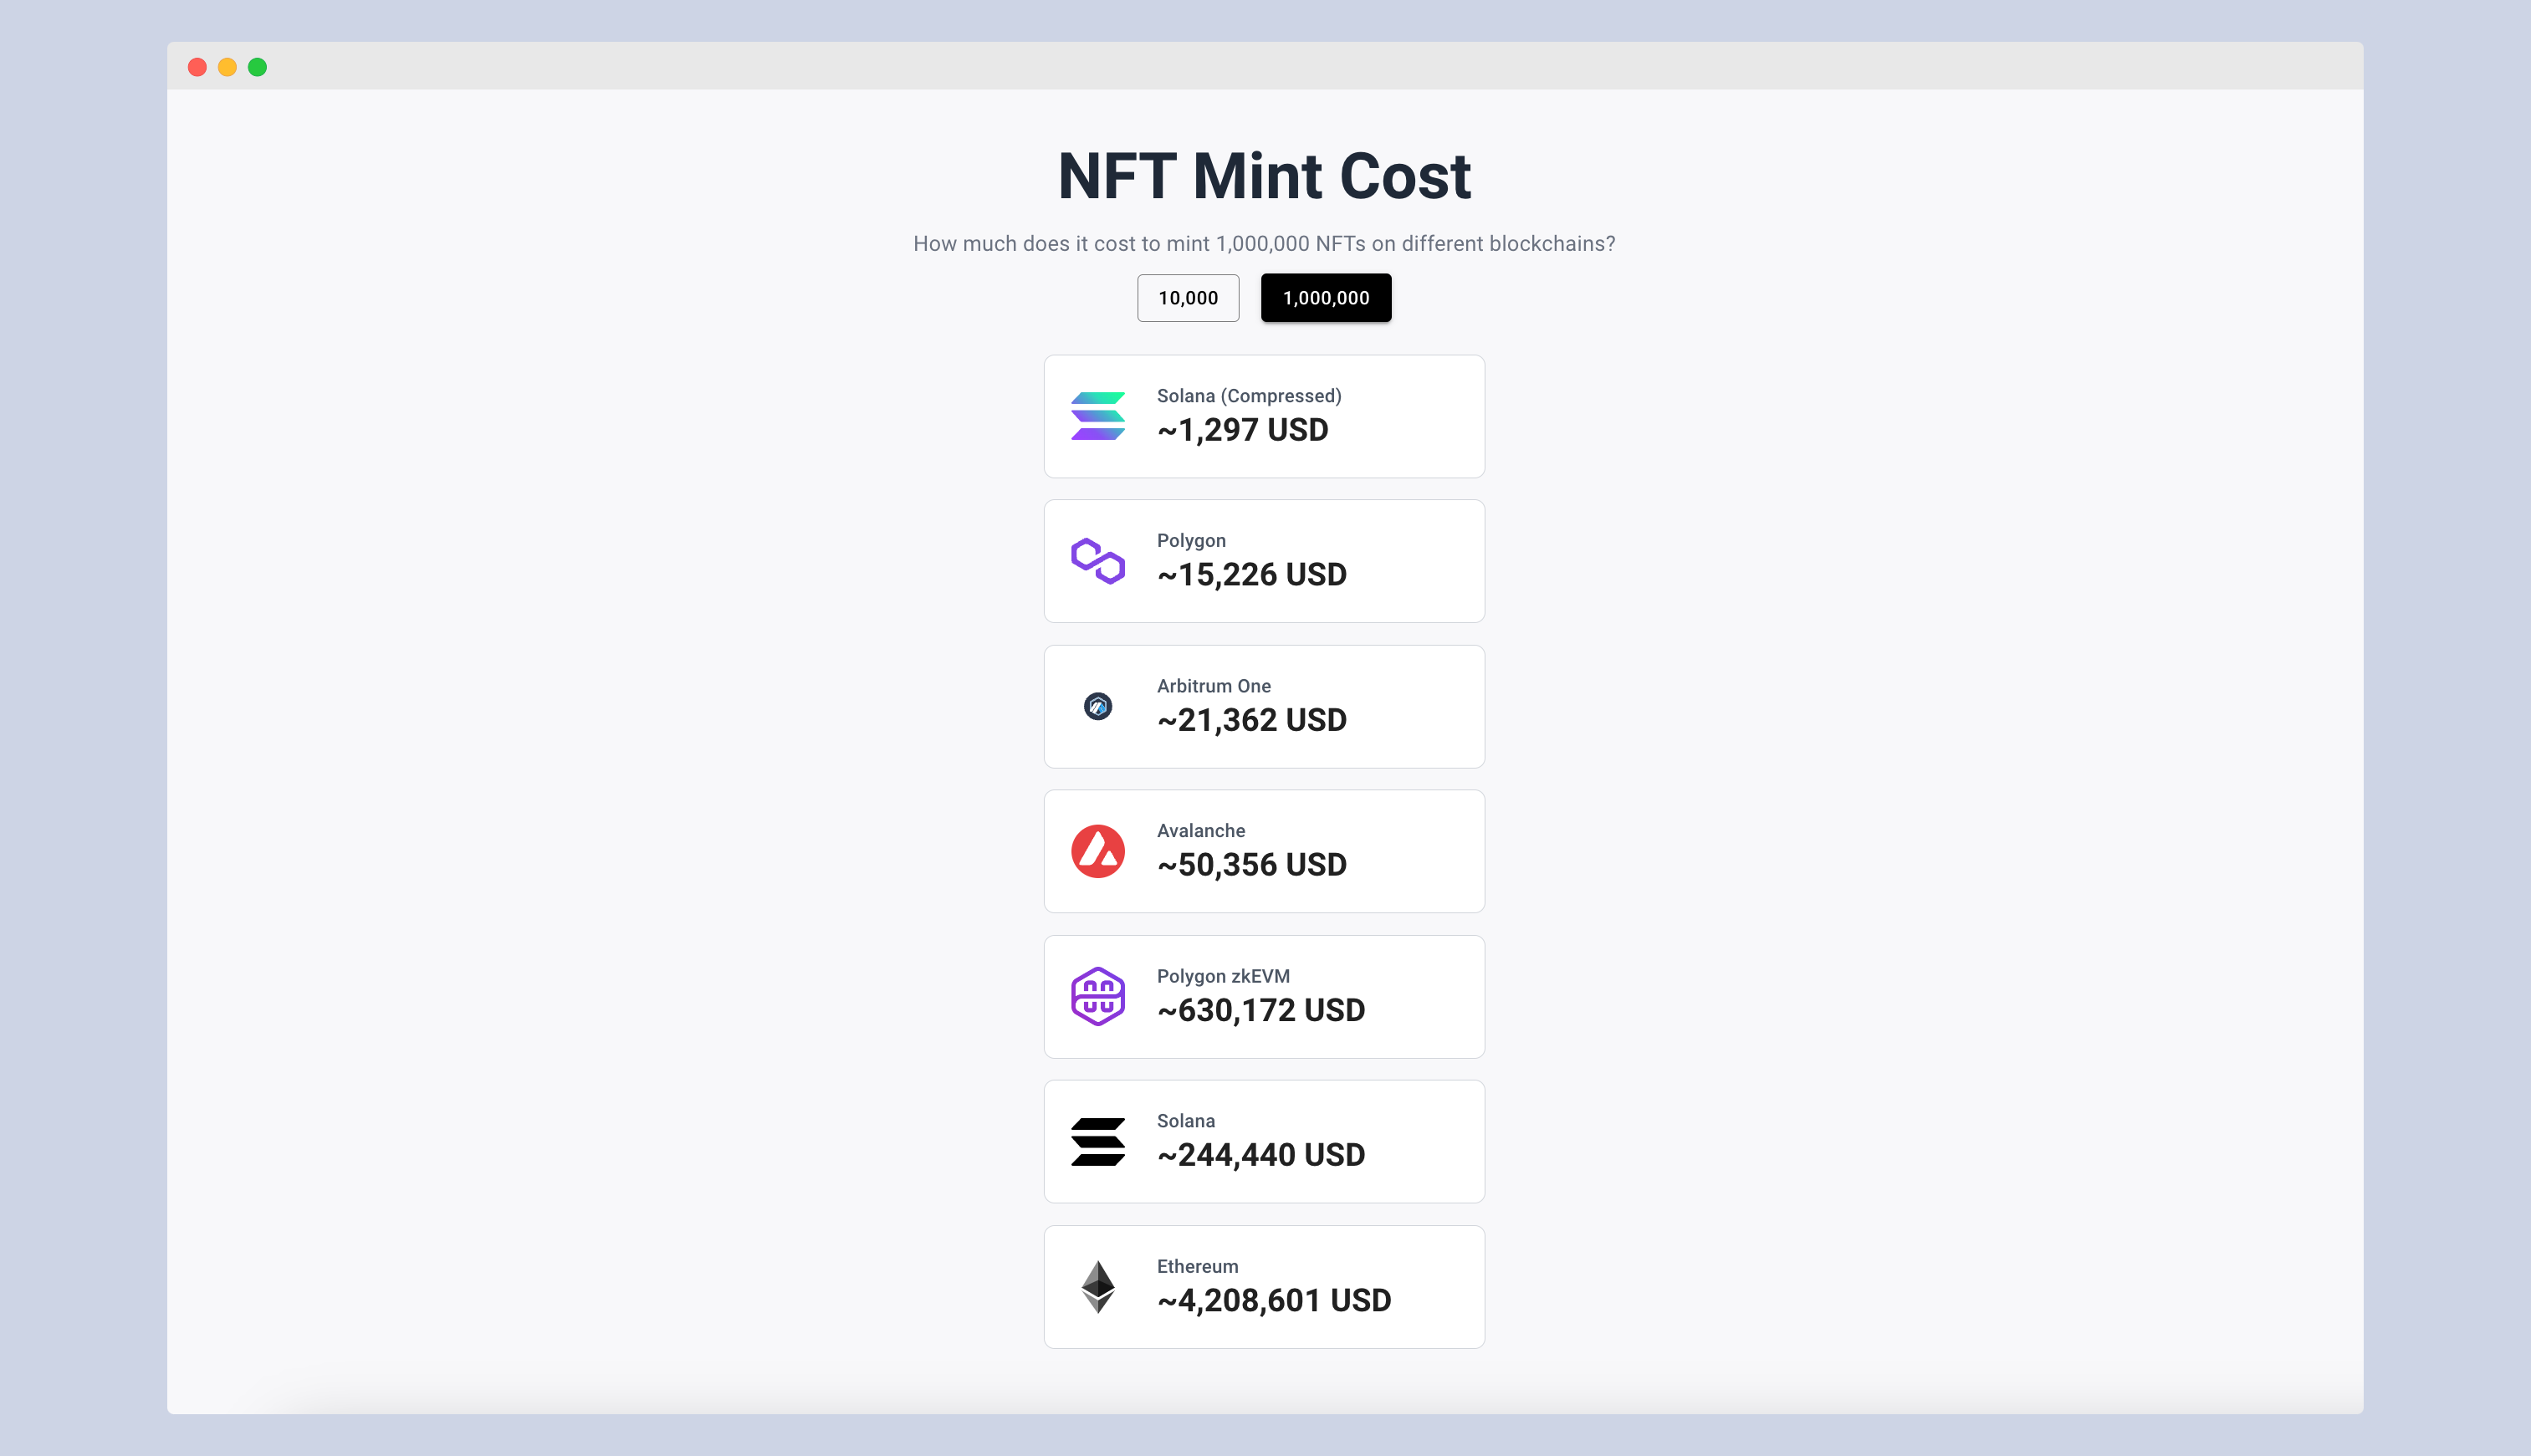 NFT Mint Cost
How much does it cost to mint 1,000,000 NFTs on different blockchains?
10,000 1,000,000
Solana (Compressed)
~1,297 USD
Polygon
~15,226 USD
Arbitrum One
~21,362 USD
Avalanche
~50,356 USD
Polygon zkEVM
~630,172 USD
Solana
~244,440 USD
Ethereum
~4,208,601 USD